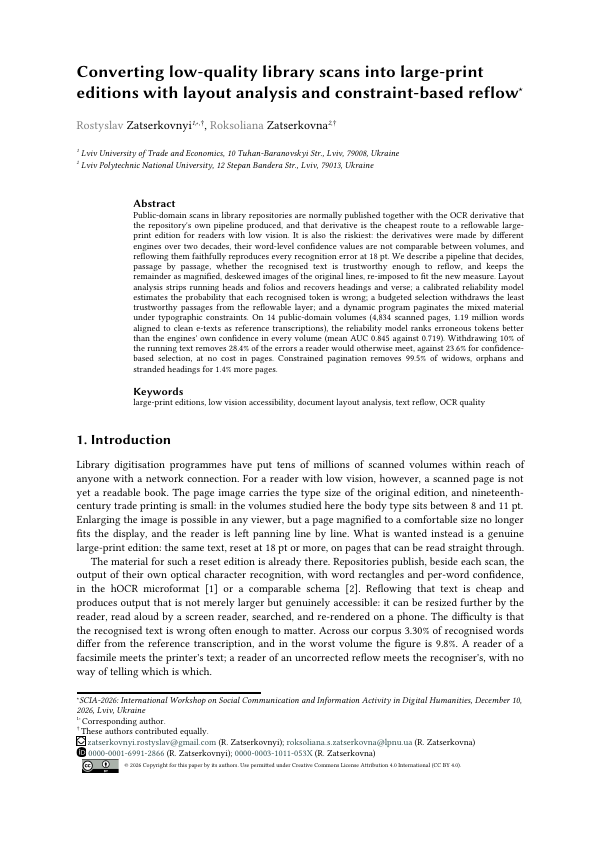 Converting low-quality library scans into large-print
editions with layout analysis and constraint-based reflow*
Rostyslav Zatserkovnyi1,*,†, Roksoliana Zatserkovna2,†
1 Lviv University of Trade and Economics, 10 Tuhan-Baranovskyi Str., Lviv, 79008, Ukraine
2 Lviv Polytechnic National University, 12 Stepan Bandera Str., Lviv, 79013, Ukraine
Abstract
Public-domain scans in library repositories are normally published together with the OCR derivative that
the repository's own pipeline produced, and that derivative is the cheapest route to a reflowable large-
print edition for readers with low vision. It is also the riskiest: the derivatives were made by different
engines over two decades, their word-level confidence values are not comparable between volumes, and
reflowing them faithfully reproduces every recognition error at 18 pt. We describe a pipeline that decides,
passage by passage, whether the recognised text is trustworthy enough to reflow, and keeps the
remainder as magnified, deskewed images of the original lines, re-imposed to fit the new measure. Layout
analysis strips running heads and folios and recovers headings and verse; a calibrated reliability model
estimates the probability that each recognised token is wrong; a budgeted selection withdraws the least
trustworthy passages from the reflowable layer; and a dynamic program paginates the mixed material
under typographic constraints. On 14 public-domain volumes (4,834 scanned pages, 1.19 million words
aligned to clean e-texts as reference transcriptions), the reliability model ranks erroneous tokens better
than the engines' own confidence in every volume (mean AUC 0.845 against 0.719). Withdrawing 10% of
the running text removes 28.4% of the errors a reader would otherwise meet, against 23.6% for confidence-
based selection, at no cost in pages. Constrained pagination removes 99.5% of widows, orphans and
stranded headings for 1.4% more pages.
Keywords
large-print editions, low vision accessibility, document layout analysis, text reflow, OCR quality
1. Introduction
Library digitisation programmes have put tens of millions of scanned volumes within reach of
anyone with a network connection. For a reader with low vision, however, a scanned page is not
yet a readable book. The page image carries the type size of the original edition, and nineteenth-
century trade printing is small: in the volumes studied here the body type sits between 8 and 11 pt.
Enlarging the image is possible in any viewer, but a page magnified to a comfortable size no longer
fits the display, and the reader is left panning line by line. What is wanted instead is a genuine
large-print edition: the same text, reset at 18 pt or more, on pages that can be read straight through.
The material for such a reset edition is already there. Repositories publish, beside each scan, the
output of their own optical character recognition, with word rectangles and per-word confidence,
in the hOCR microformat [1] or a comparable schema [2]. Reflowing that text is cheap and
produces output that is not merely larger but genuinely accessible: it can be resized further by the
reader, read aloud by a screen reader, searched, and re-rendered on a phone. The difficulty is that
the recognised text is wrong often enough to matter. Across our corpus 3.30% of recognised words
differ from the reference transcription, and in the worst volume the figure is 9.8%. A reader of a
facsimile meets the printer's text; a reader of an uncorrected reflow meets the recogniser's, with no
way of telling which is which.
*SCIA-2026: International Workshop on Social Communication and Information Activity in Digital Humanities, December 10,
2026, Lviv, Ukraine
1* Corresponding author.
† These authors contributed equally.
zatserkovnyi.rostyslav@gmail.com (R. Zatserkovnyi); roksoliana.s.zatserkovna@lpnu.ua (R. Zatserkovna)
0000-0001-6991-2866 (R. Zatserkovnyi); 0000-0003-1011-053X (R. Zatserkovna)
© 2026 Copyright for this paper by its authors. Use permitted under Creative Commons License Attribution 4.0 International (CC BY 4.0).